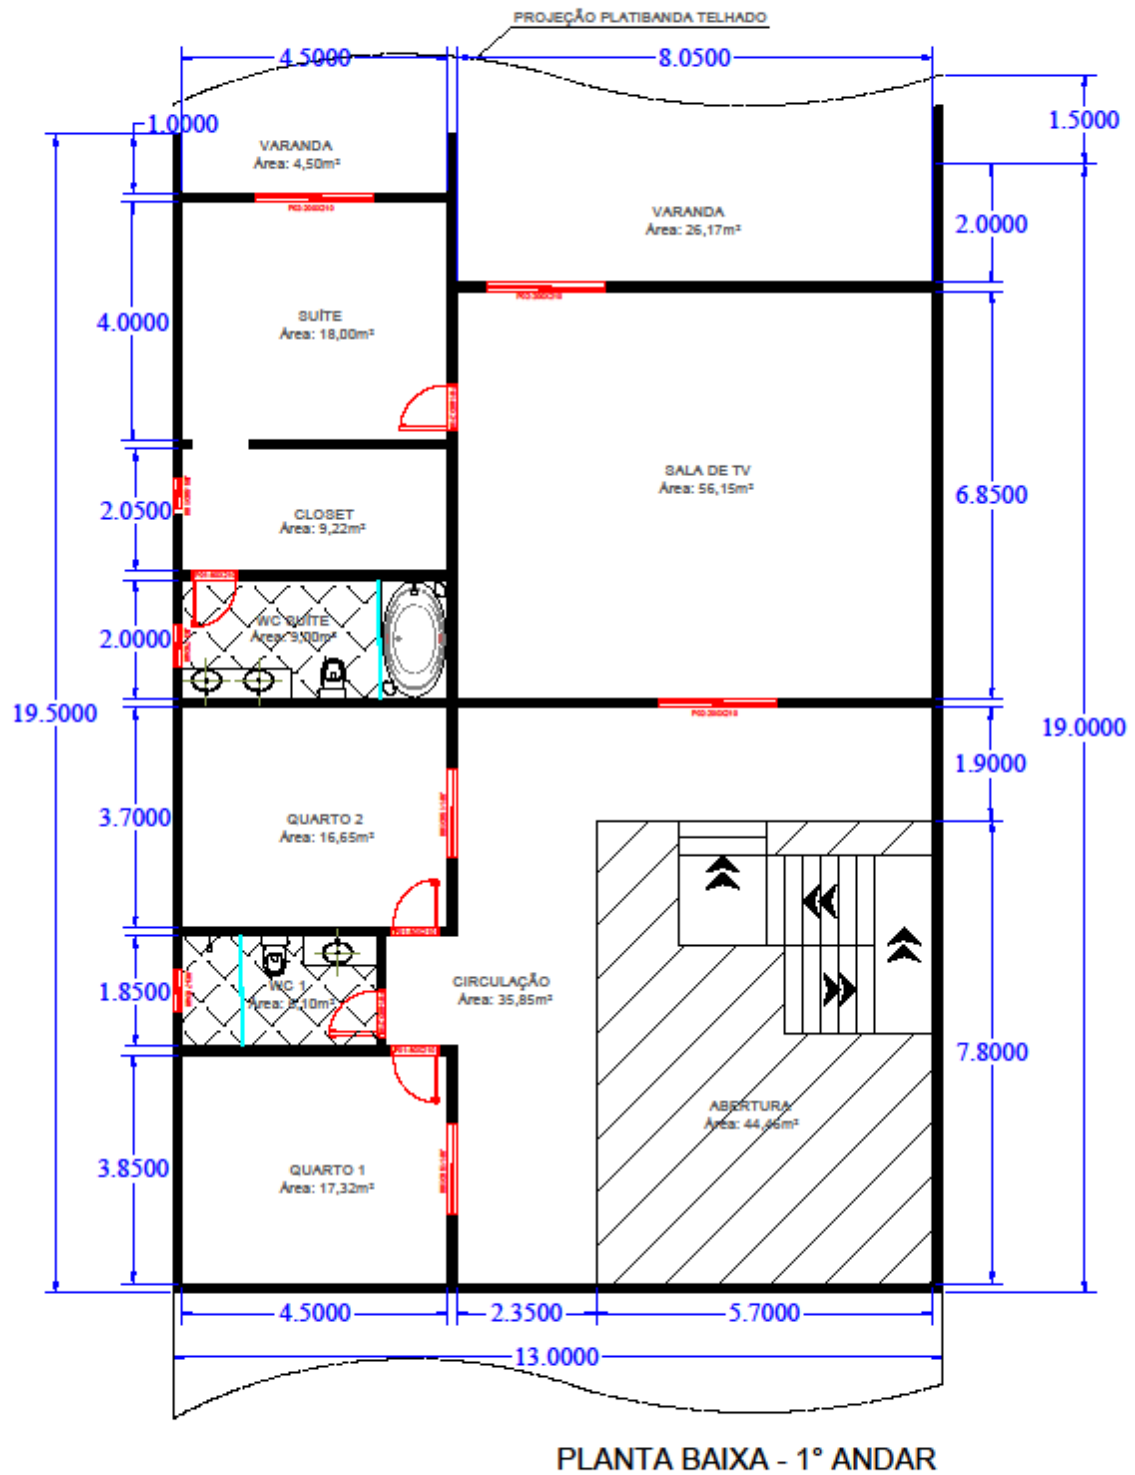 PROJEÇÃO PLATIBANDA TELHADO
4.5000
8.0500
1.0000
1.5000
VARANDA
Área: 4,50m²
VARANDA
Área: 26,17m²
2.0000
SUÍTE
Área: 18,00m²
4.0000
SALA DE TV
Área: 56,15m²
6.8500
CLOSET
Área: 9,22m²
2.0500
WC SUÍTE
Área: 9,00m²
2.0000
19.5000
19.0000
1.9000
QUARTO 2
Área: 16,65m²
3.7000
CIRCULAÇÃO
Área: 35,85m²
WC 1
1.8500
7.8000
ABERTURA
Área: 44,46m²
QUARTO 1
Área: 17,32m²
3.8500
4.5000
2.3500
5.7000
13.0000
PLANTA BAIXA - 1° ANDAR